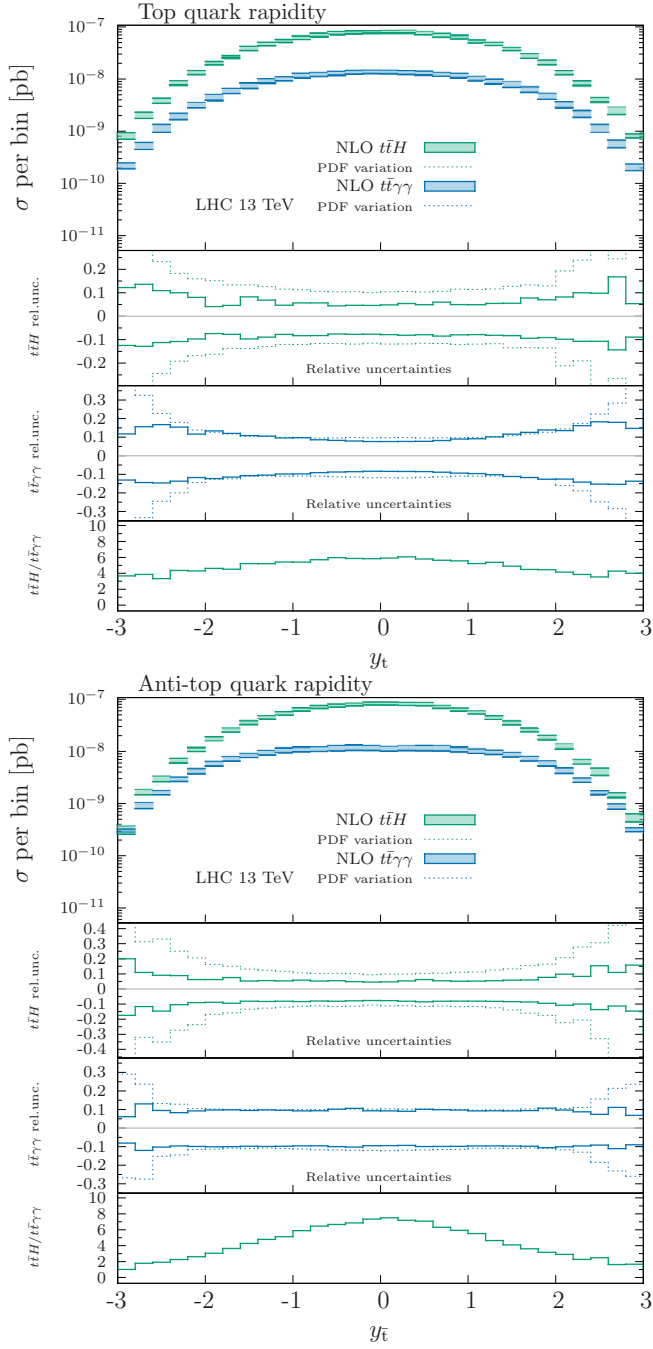 Top quark rapidity
σ per bin [pb]
10⁻⁷
10⁻⁸
10⁻⁹
10⁻¹⁰
10⁻¹¹
NLO tt̄H
PDF variation
NLO tt̄γγ
LHC 13 TeV
PDF variation
tt̄H rel.unc.
0.2
0.1
0
-0.1
-0.2
Relative uncertainties
tt̄γγ rel.unc.
0.3
0.2
0.1
0
-0.1
-0.2
-0.3
Relative uncertainties
tt̄H/tt̄γγ
10
8
6
4
2
0
-3 -2 -1 0 1 2 3
y_t
Anti-top quark rapidity
σ per bin [pb]
10⁻⁷
10⁻⁸
10⁻⁹
10⁻¹⁰
10⁻¹¹
NLO tt̄H
PDF variation
NLO tt̄γγ
LHC 13 TeV
PDF variation
tt̄H rel.unc.
0.4
0.3
0.2
0.1
0
-0.1
-0.2
-0.3
-0.4
Relative uncertainties
tt̄γγ rel.unc.
0.3
0.2
0.1
0
-0.1
-0.2
-0.3
Relative uncertainties
tt̄H/tt̄γγ
10
8
6
4
2
0
-3 -2 -1 0 1 2 3
y_t̄